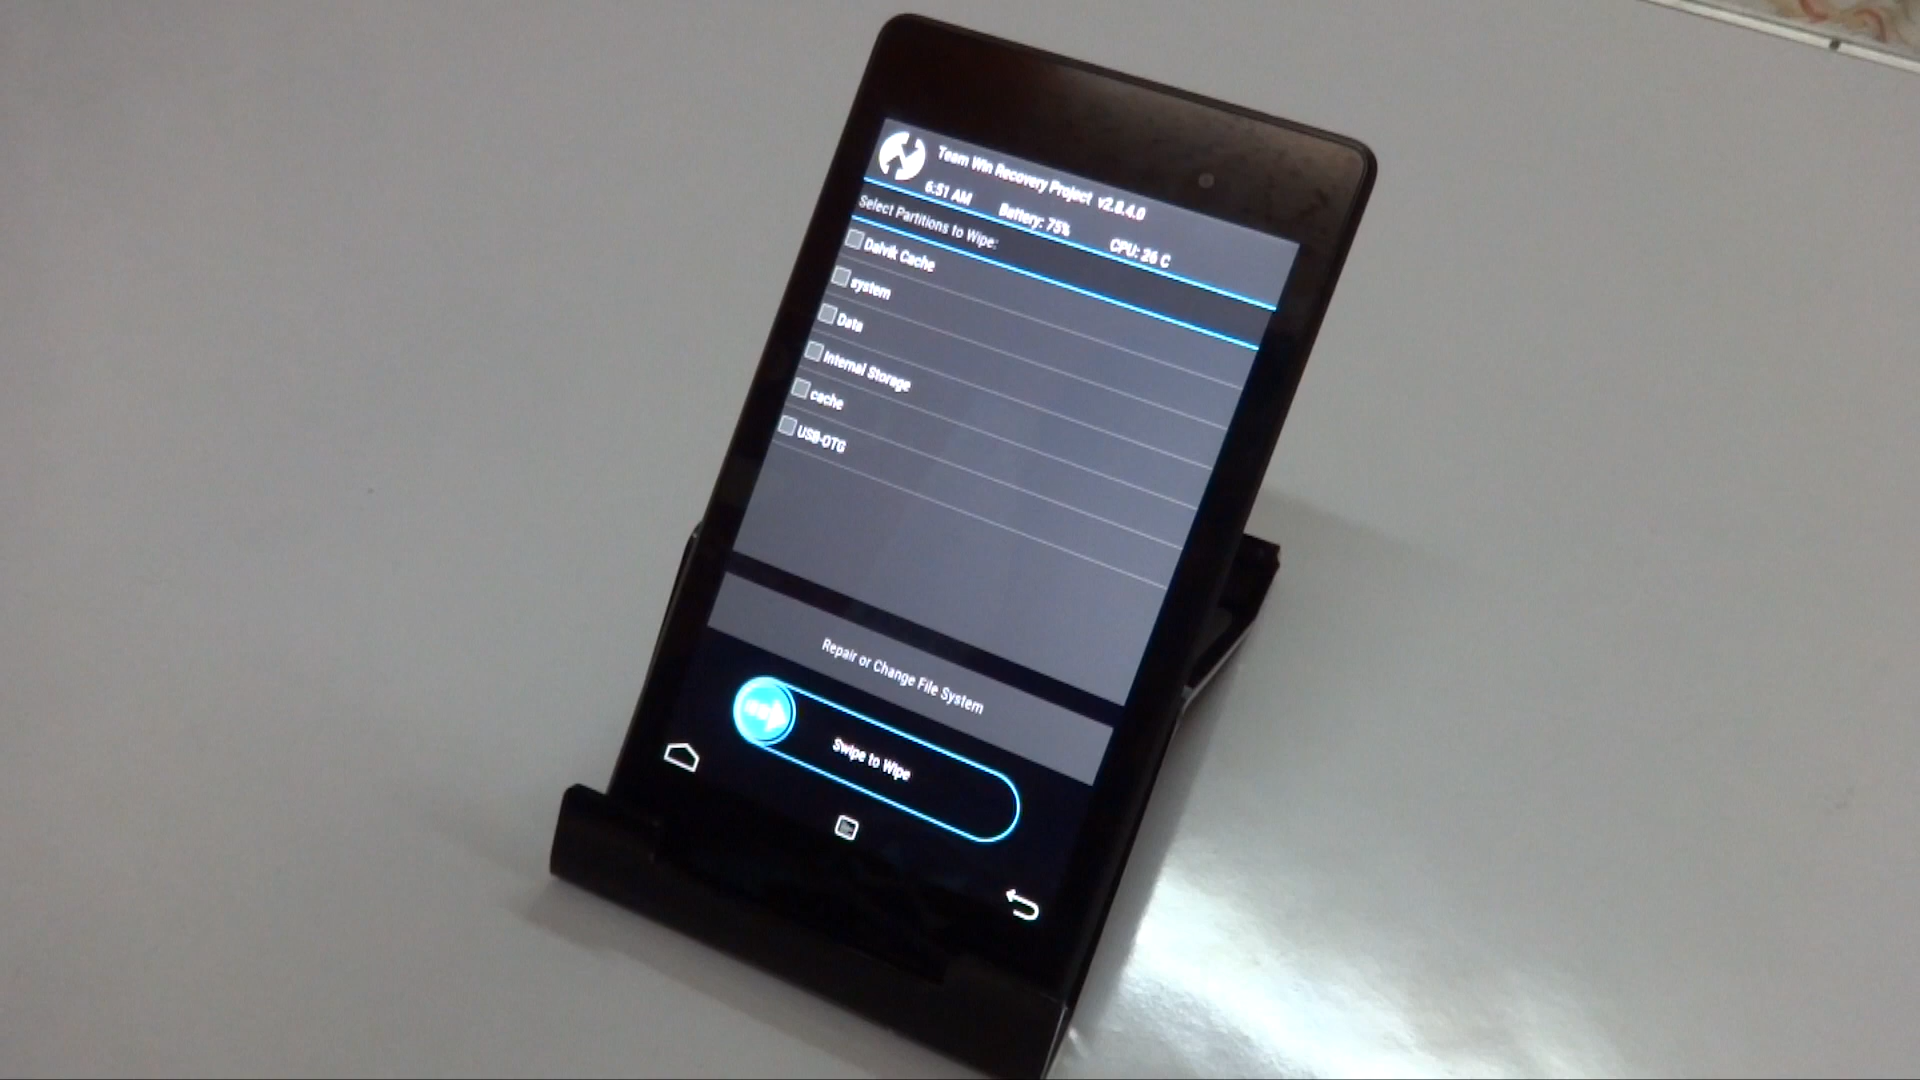 Team Win Recovery Project v2.8.4.0
6:51 AM Battery: 75% CPU: 26 C
Select Partitions to Wipe:
Dalvik Cache
system
Data
Internal Storage
cache
USB-OTG
Repair or Change File System
Swipe to Wipe